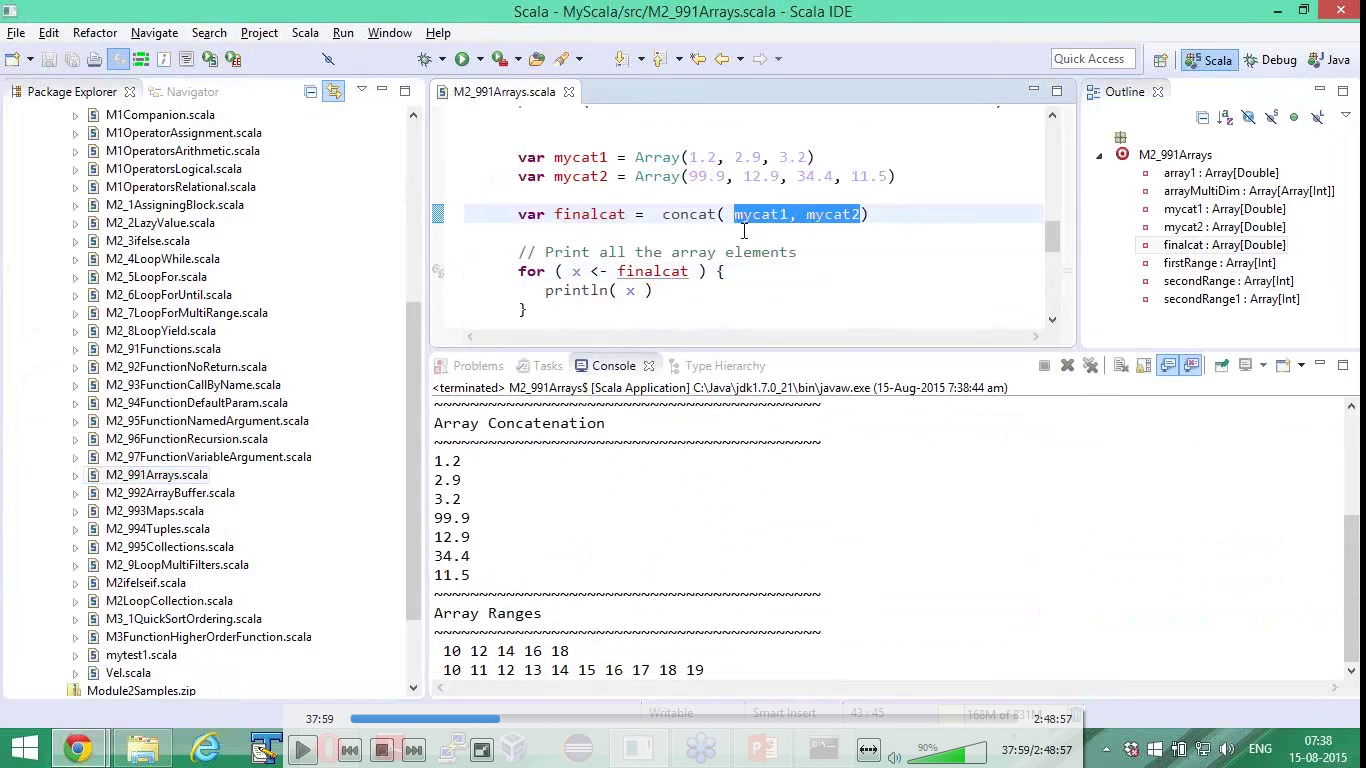 Scala - MyScala/src/M2_991Arrays.scala - Scala IDE
File Edit Refactor Navigate Search Project Scala Run Window Help
Quick Access Scala Debug Java
Package Explorer Navigator
M1Companion.scala
M1OperatorAssignment.scala
M1OperatorsArithmetic.scala
M1OperatorsLogical.scala
M1OperatorsRelational.scala
M2_1AssigningBlock.scala
M2_2LazyValue.scala
M2_3ifelse.scala
M2_4LoopWhile.scala
M2_5LoopFor.scala
M2_6LoopForUntil.scala
M2_7LoopForMultiRange.scala
M2_8LoopYield.scala
M2_91Functions.scala
M2_92FunctionNoReturn.scala
M2_93FunctionCallByName.scala
M2_94FunctionDefaultParam.scala
M2_95FunctionNamedArgument.scala
M2_96FunctionRecursion.scala
M2_97FunctionVariableArgument.scala
M2_991Arrays.scala
M2_992ArrayBuffer.scala
M2_993Maps.scala
M2_994Tuples.scala
M2_995Collections.scala
M2_9LoopMultiFilters.scala
M2ifelseif.scala
M2LoopCollection.scala
M3_1QuickSortOrdering.scala
M3FunctionHigherOrderFunction.scala
mytest1.scala
Vel.scala
Module2Samples.zip
M2_991Arrays.scala
var mycat1 = Array(1.2, 2.9, 3.2)
var mycat2 = Array(99.9, 12.9, 34.4, 11.5)
var finalcat =  concat( mycat1, mycat2)
// Print all the array elements
for ( x <- finalcat ) {
println( x )
}
Outline
M2_991Arrays
array1 : Array[Double]
arrayMultiDim : Array[Array[Int]]
mycat1 : Array[Double]
mycat2 : Array[Double]
finalcat : Array[Double]
firstRange : Array[Int]
secondRange : Array[Int]
secondRange1 : Array[Int]
Problems Tasks Console Type Hierarchy
<terminated> M2_991Arrays$ [Scala Application] C:\Java\jdk1.7.0_21\bin\javaw.exe (15-Aug-2015 7:38:44 am)
~~~~~~~~~~~~~~~~~~~~~~~~~~~~~~~~~~~~~~~~~~~
Array Concatenation
~~~~~~~~~~~~~~~~~~~~~~~~~~~~~~~~~~~~~~~~~~~
1.2
2.9
3.2
99.9
12.9
34.4
11.5
~~~~~~~~~~~~~~~~~~~~~~~~~~~~~~~~~~~~~~~~~~~
Array Ranges
~~~~~~~~~~~~~~~~~~~~~~~~~~~~~~~~~~~~~~~~~~~
10 12 14 16 18
10 11 12 13 14 15 16 17 18 19
Writable Smart Insert 43 : 45 168M of 831M
37:59 2:48:57
90% 37:59/2:48:57
ENG 07:38
15-08-2015